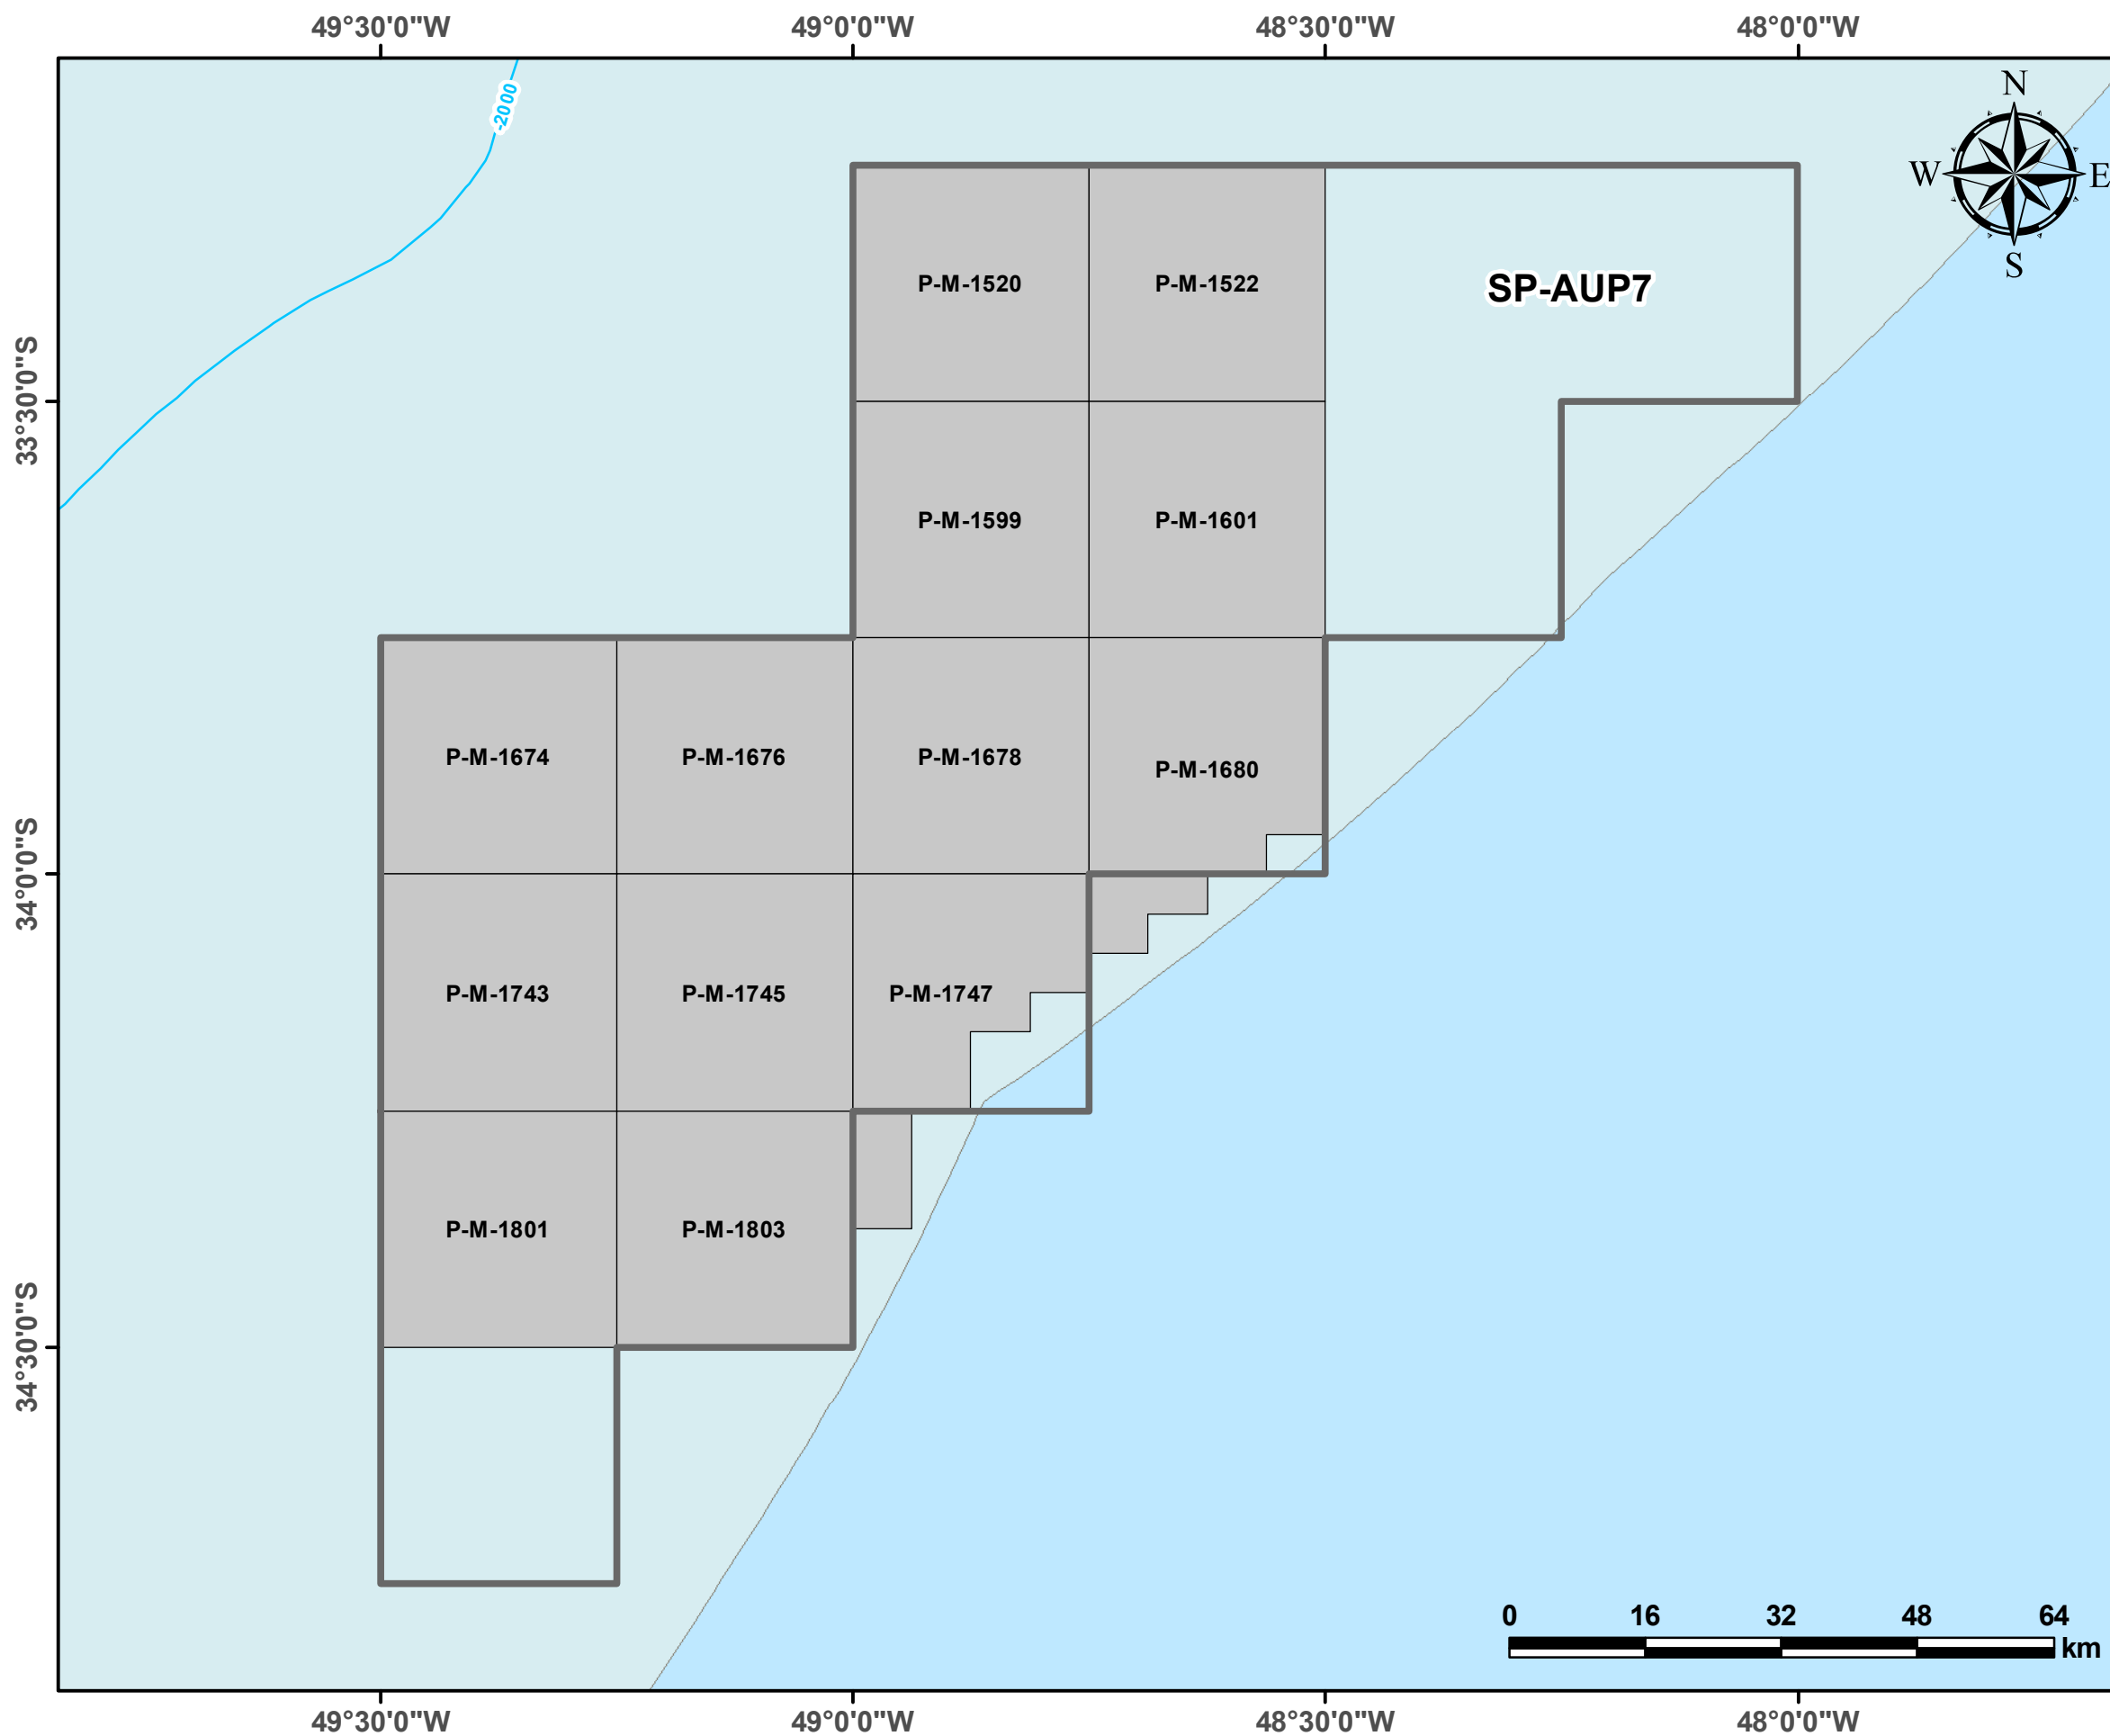 49°30'0"W
49°0'0"W
48°30'0"W
48°0'0"W
-2000
N
W
E
S
P-M-1520
P-M-1522
SP-AUP7
33°30'0"S
P-M-1599
P-M-1601
P-M-1674
P-M-1676
P-M-1678
P-M-1680
34°0'0"S
P-M-1743
P-M-1745
P-M-1747
P-M-1801
P-M-1803
34°30'0"S
0 16 32 48 64
km
49°30'0"W
49°0'0"W
48°30'0"W
48°0'0"W